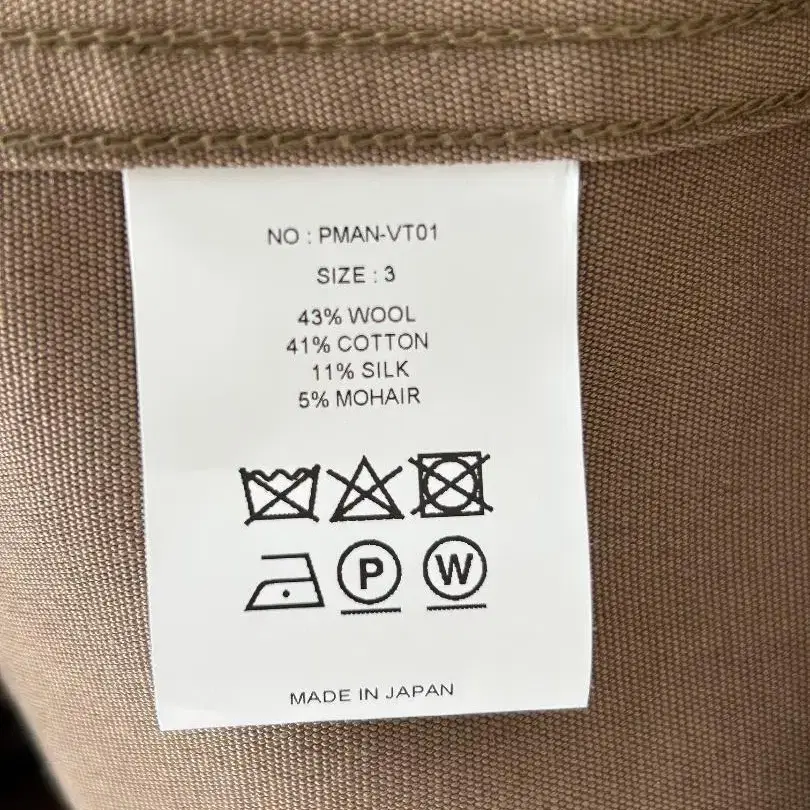 NO : PMAN-VT01
SIZE : 3
43% WOOL
41% COTTON
11% SILK
5% MOHAIR
P W
MADE IN JAPAN